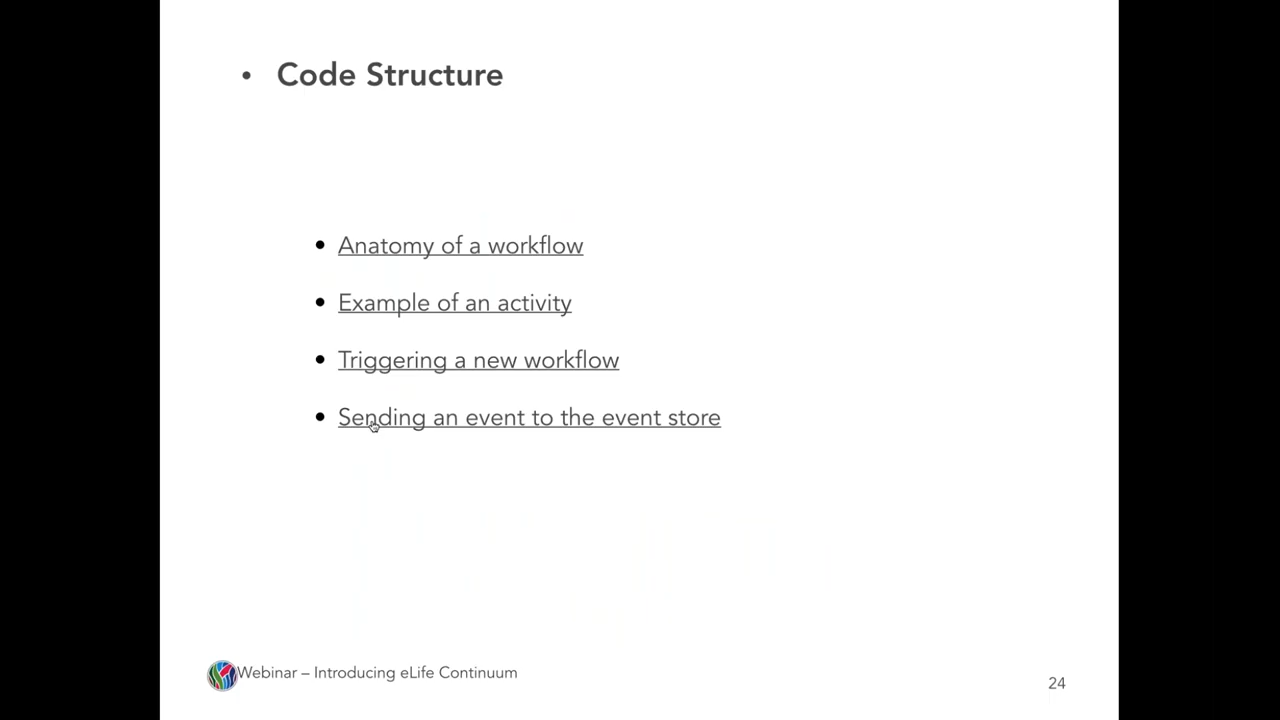 • Code Structure
• Anatomy of a workflow
• Example of an activity
• Triggering a new workflow
• Sending an event to the event store
Webinar – Introducing eLife Continuum
24